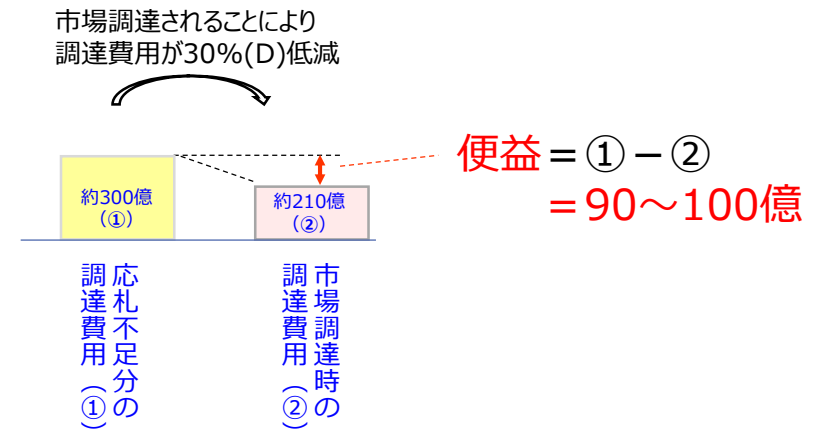 市場調達されることにより
調達費用が30%(D)低減
便益＝①－②
＝90～100億
約300億
（①）
約210億
（②）
応札不足分の
調達費用（①）
市場調達時の
調達費用（②）